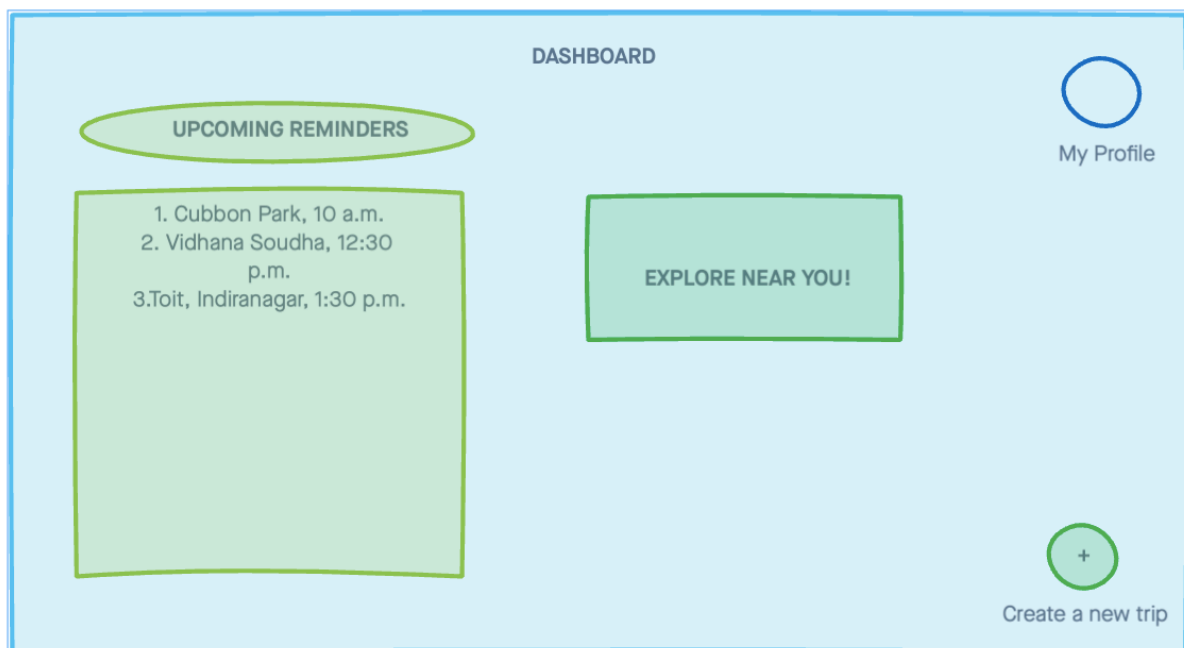 DASHBOARD
UPCOMING REMINDERS
My Profile
1. Cubbon Park, 10 a.m.
2. Vidhana Soudha, 12:30
p.m.
3.Toit, Indiranagar, 1:30 p.m.
EXPLORE NEAR YOU!
+
Create a new trip